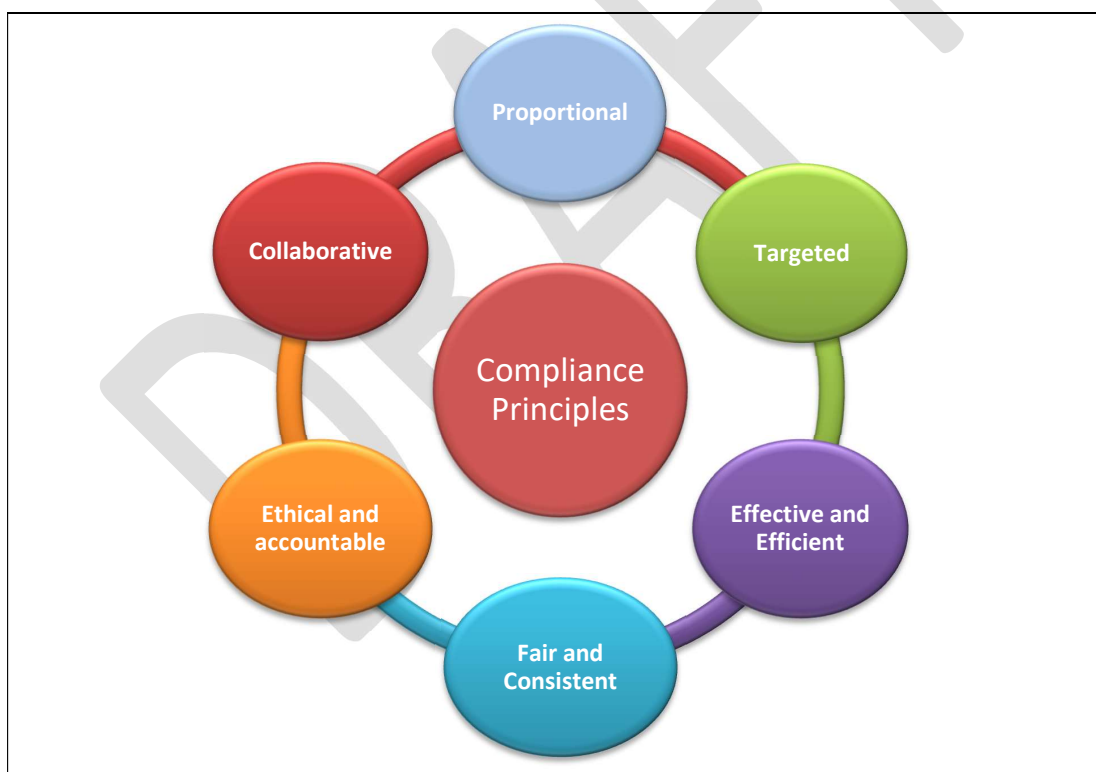 Proportional
Collaborative
Targeted
Compliance
Principles
Ethical and
accountable
Effective and
Efficient
Fair and
Consistent
DRAFT